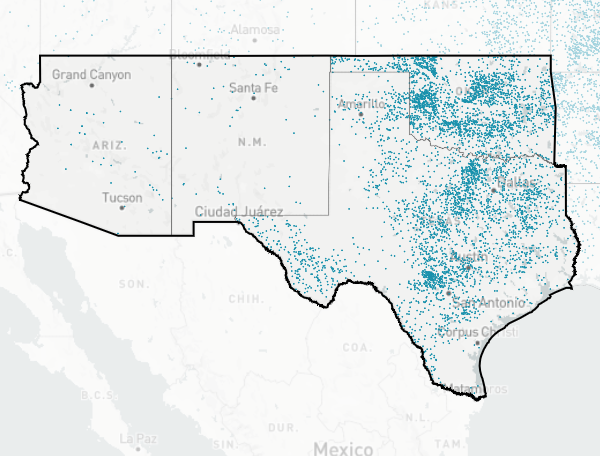 KANS.
Alamosa
Bloomfield
Grand Canyon
Santa Fe
Amarillo
ARIZ.
N.M.
Dallas
Tucson
Ciudad Juárez
Austin
SON.
CHIH.
San Antonio
Corpus Christi
COA.
Matamoros
B.C.S.
N.L.
DUR.
La Paz
SIN.
TAM.
Mexico